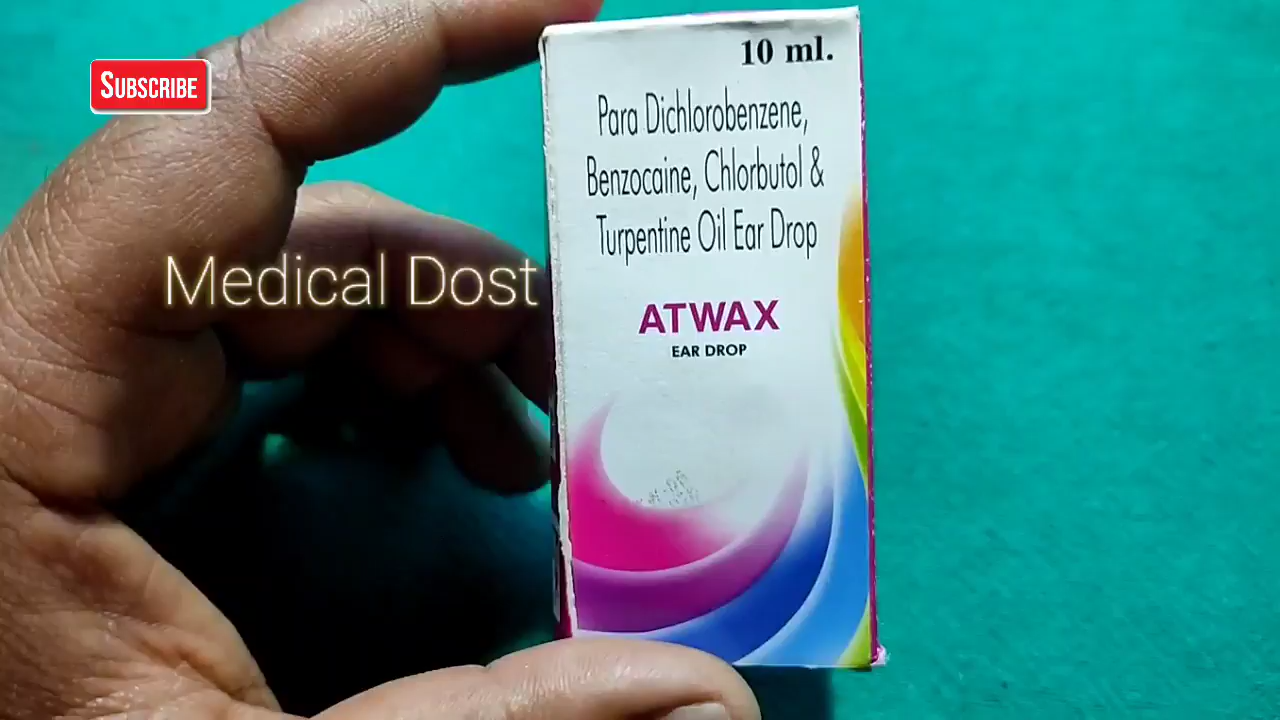 SUBSCRIBE
10 ml.
Para Dichlorobenzene,
Benzocaine, Chlorbutol &
Turpentine Oil Ear Drop
Medical Dost
ATWAX
EAR DROP